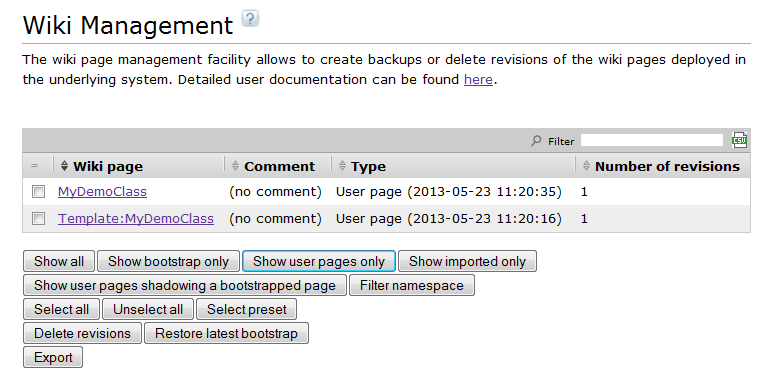 Wiki Management ?
The wiki page management facility allows to create backups or delete revisions of the wiki pages deployed in
the underlying system. Detailed user documentation can be found here.
Filter CSV
= Wiki page Comment Type Number of revisions
MyDemoClass (no comment) User page (2013-05-23 11:20:35) 1
Template:MyDemoClass (no comment) User page (2013-05-23 11:20:16) 1
Show all Show bootstrap only Show user pages only Show imported only
Show user pages shadowing a bootstrapped page Filter namespace
Select all Unselect all Select preset
Delete revisions Restore latest bootstrap
Export